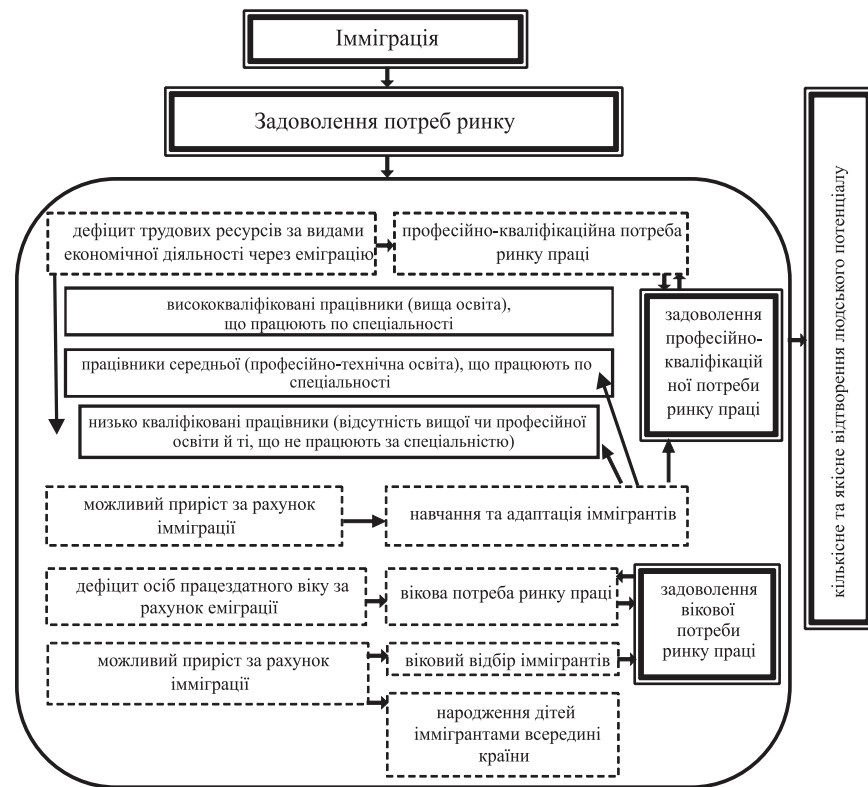 Імміграція
Задоволення потреб ринку
дефіцит трудових ресурсів за видами
економічної діяльності через еміграцію
професійно-кваліфікаційна потреба
ринку праці
висококваліфіковані працівники (вища освіта),
що працюють по спеціальності
працівники середньої (професійно-технічна освіта), що працюють по
спеціальності
низько кваліфіковані працівники (відсутність вищої чи професійної
освіти й ті, що не працюють за спеціальністю)
задоволення
професійно-
кваліфікацій
ної потреби
ринку праці
можливий приріст за рахунок
імміграції
навчання та адаптація іммігрантів
дефіцит осіб працездатного віку за
рахунок еміграції
вікова потреба ринку праці
задоволення
вікової
потреби
ринку праці
можливий приріст за рахунок
імміграції
віковий відбір іммігрантів
народження дітей
іммігрантами всередині
країни
кількісне та якісне відтворення людського потенціалу